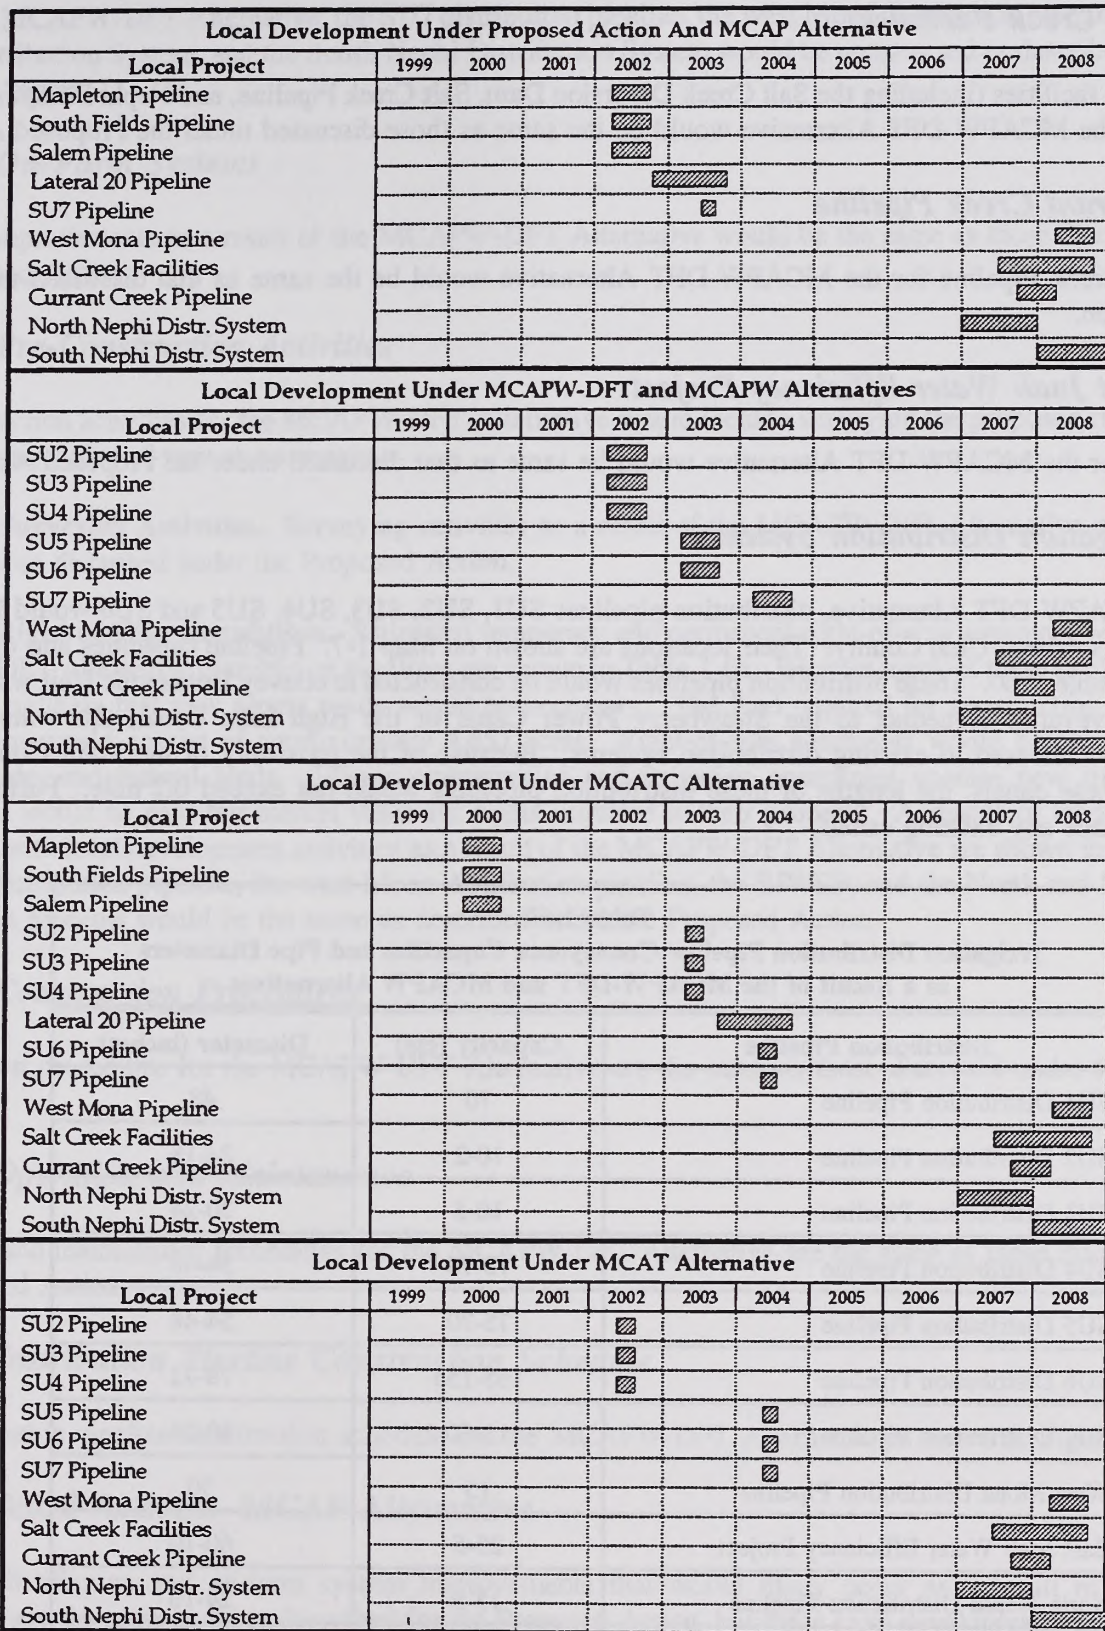 Local Development Under Proposed Action And MCAP Alternative
Local Project 1999 2000 2001 2002 2003 2004 2005 2006 2007 2008
Mapleton Pipeline
South Fields Pipeline
Salem Pipeline
Lateral 20 Pipeline
SU7 Pipeline
West Mona Pipeline
Salt Creek Facilities
Currant Creek Pipeline
North Nephi Distr. System
South Nephi Distr. System
Local Development Under MCAPW-DFT and MCAPW Alternatives
Local Project 1999 2000 2001 2002 2003 2004 2005 2006 2007 2008
SU2 Pipeline
SU3 Pipeline
SU4 Pipeline
SU5 Pipeline
SU6 Pipeline
SU7 Pipeline
West Mona Pipeline
Salt Creek Facilities
Currant Creek Pipeline
North Nephi Distr. System
South Nephi Distr. System
Local Development Under MCATC Alternative
Local Project 1999 2000 2001 2002 2003 2004 2005 2006 2007 2008
Mapleton Pipeline
South Fields Pipeline
Salem Pipeline
SU2 Pipeline
SU3 Pipeline
SU4 Pipeline
Lateral 20 Pipeline
SU6 Pipeline
SU7 Pipeline
West Mona Pipeline
Salt Creek Facilities
Currant Creek Pipeline
North Nephi Distr. System
South Nephi Distr. System
Local Development Under MCAT Alternative
Local Project 1999 2000 2001 2002 2003 2004 2005 2006 2007 2008
SU2 Pipeline
SU3 Pipeline
SU4 Pipeline
SU5 Pipeline
SU6 Pipeline
SU7 Pipeline
West Mona Pipeline
Salt Creek Facilities
Currant Creek Pipeline
North Nephi Distr. System
South Nephi Distr. System